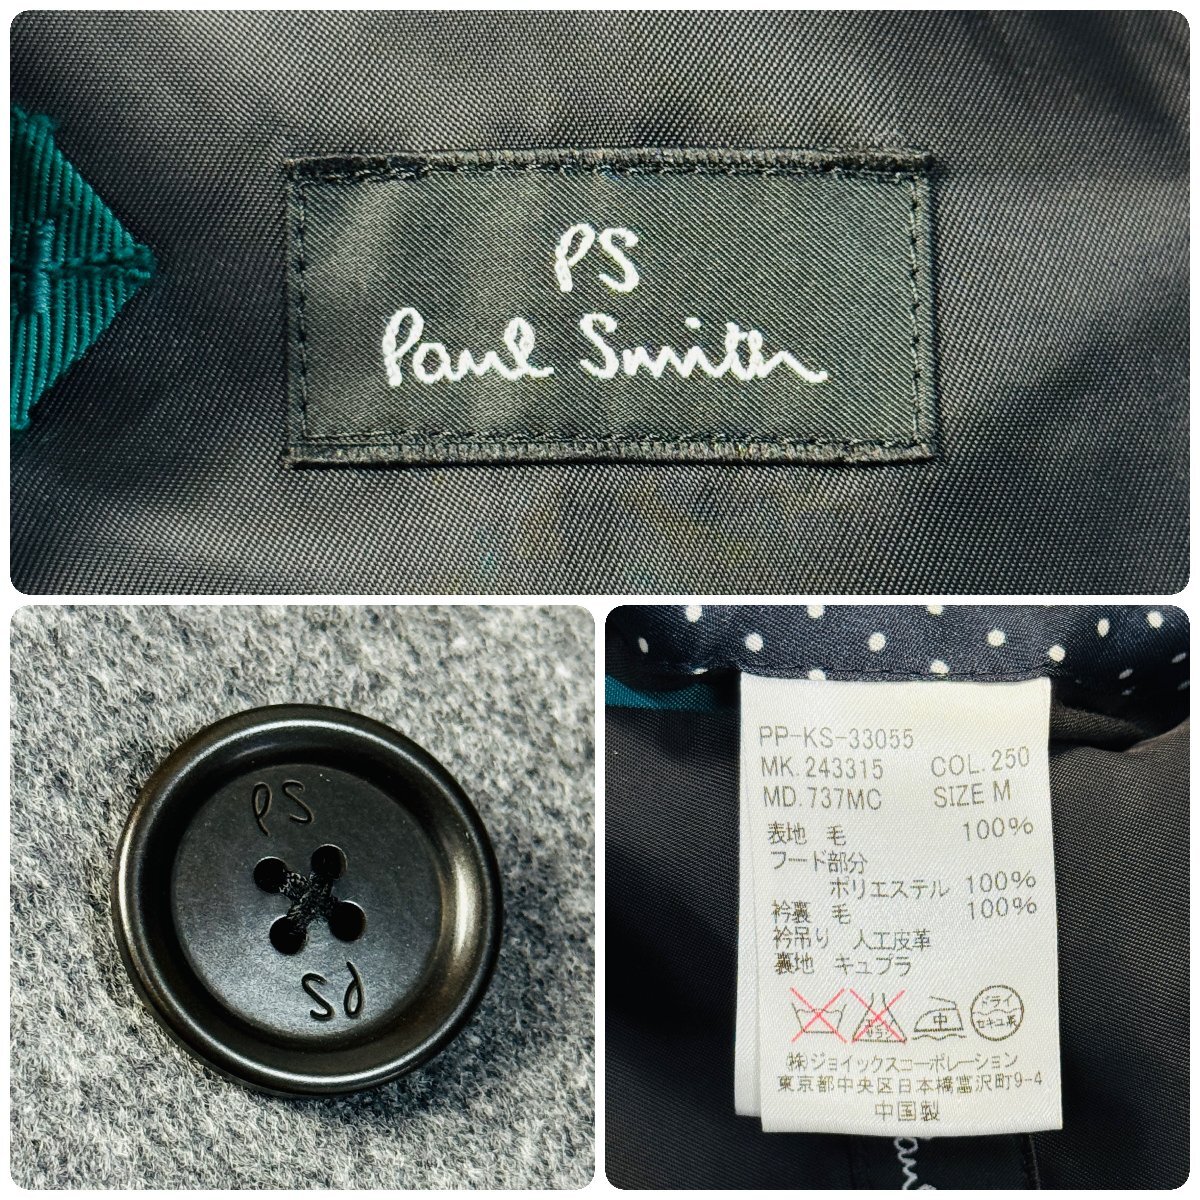 PS
Paul Smith
PS
PS
PP-KS-33055
MK.243315 COL.250
MD.737MC SIZE M
表地 毛 100%
フード部分
ポリエステル 100%
衿裏 毛 100%
衿吊り 人工皮革
裏地 キュプラ
中 ドライ
セキユ系
㈱ジョイックスコーポレーション
東京都中央区日本橋富沢町9-4
中国製